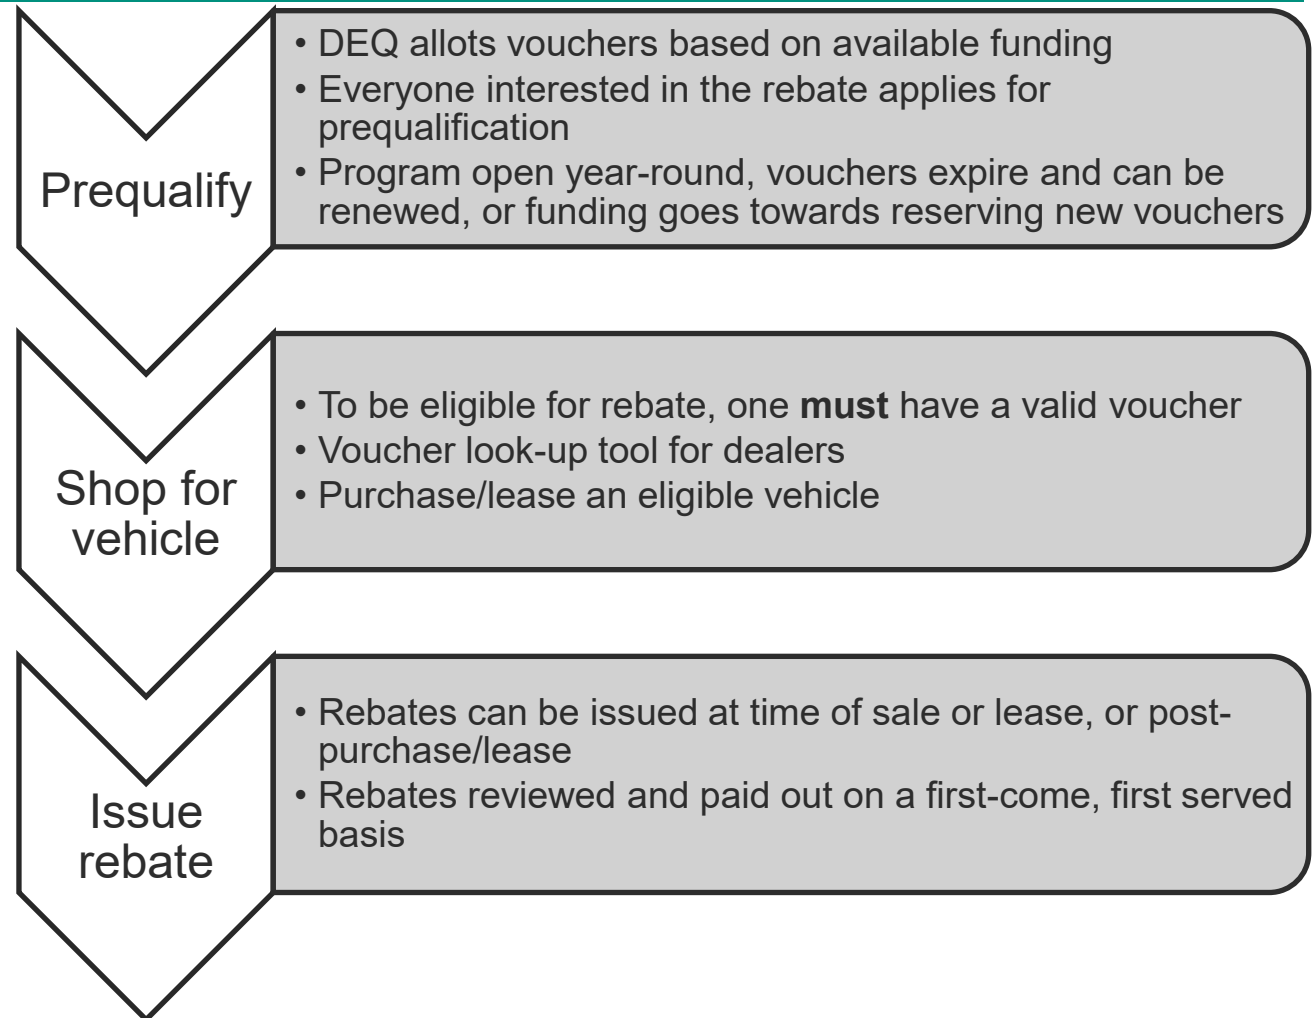 Prequalify
• DEQ allots vouchers based on available funding
• Everyone interested in the rebate applies for
prequalification
• Program open year-round, vouchers expire and can be
renewed, or funding goes towards reserving new vouchers
Shop for
vehicle
• To be eligible for rebate, one must have a valid voucher
• Voucher look-up tool for dealers
• Purchase/lease an eligible vehicle
Issue
rebate
• Rebates can be issued at time of sale or lease, or post-
purchase/lease
• Rebates reviewed and paid out on a first-come, first served
basis